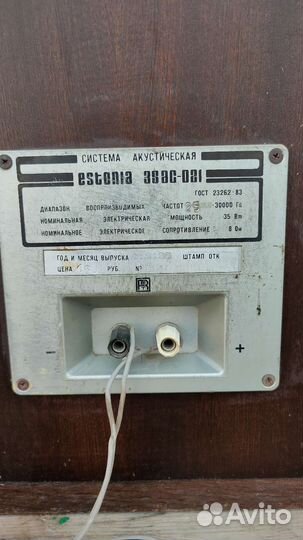 СИСТЕМА АКУСТИЧЕСКАЯ
estonia 35АС-021
ГОСТ 23262-83
ДИАПАЗОН ВОСПРОИЗВОДИМЫХ ЧАСТОТ 25 30000 Гц
НОМИНАЛЬНАЯ ЭЛЕКТРИЧЕСКАЯ МОЩНОСТЬ 35 Вт
НОМИНАЛЬНОЕ ЭЛЕКТРИЧЕСКОЕ СОПРОТИВЛЕНИЕ 8 Ом
ГОД И МЕСЯЦ ВЫПУСКА ШТАМП ОТК
ЦЕНА РУБ. №
− +
Avito